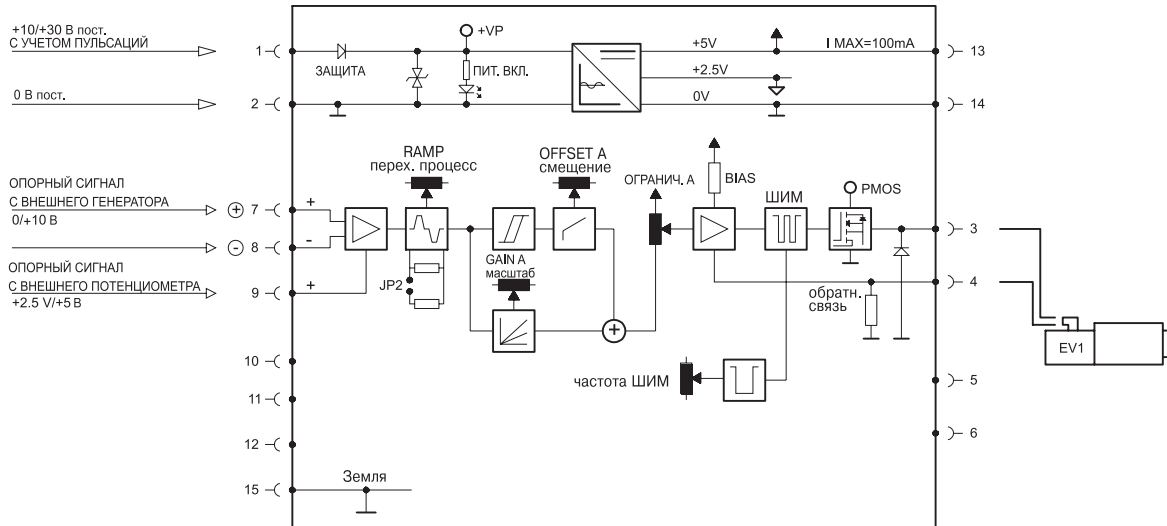 +10/+30 В пост.
С УЧЕТОМ ПУЛЬСАЦИЙ
1
ЗАЩИТА
+VP
ПИТ. ВКЛ.
+5V
I MAX=100mA
13
+2.5V
0 В пост.
2
0V
14
RAMP
перех. процесс
OFFSET A
смещение
ОГРАНИЧ. А
BIAS
ШИМ
PMOS
ОПОРНЫЙ СИГНАЛ
С ВНЕШНЕГО ГЕНЕРАТОРА
0/+10 В
+
7
+
3
-
8
-
ОПОРНЫЙ СИГНАЛ
С ВНЕШНЕГО ПОТЕНЦИОМЕТРА
+2.5 V/+5 В
9
+
JP2
GAIN A
масштаб
обратн.
связь
4
+
EV1
10
11
частота ШИМ
5
12
6
15
Земля